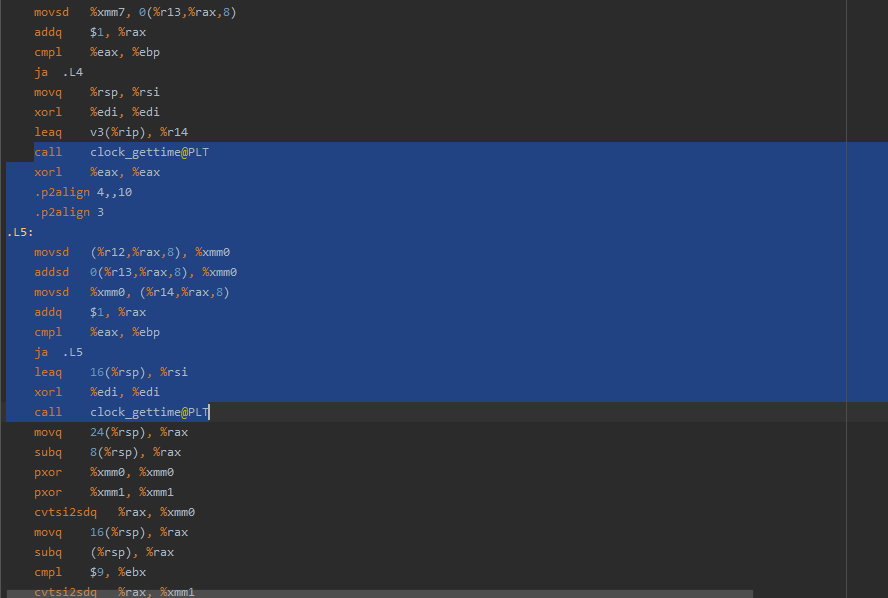 movsd %xmm7, 0(%r13,%rax,8)
addq $1, %rax
cmpl %eax, %ebp
ja .L4
movq %rsp, %rsi
xorl %edi, %edi
leaq v3(%rip), %r14
call clock_gettime@PLT
xorl %eax, %eax
.p2align 4,,10
.p2align 3
.L5:
movsd (%r12,%rax,8), %xmm0
addsd 0(%r13,%rax,8), %xmm0
movsd %xmm0, (%r14,%rax,8)
addq $1, %rax
cmpl %eax, %ebp
ja .L5
leaq 16(%rsp), %rsi
xorl %edi, %edi
call clock_gettime@PLT
movq 24(%rsp), %rax
subq 8(%rsp), %rax
pxor %xmm0, %xmm0
pxor %xmm1, %xmm1
cvtsi2sdq %rax, %xmm0
movq 16(%rsp), %rax
subq (%rsp), %rax
cmpl $9, %ebx
cvtsi2sdq %rax, %xmm1